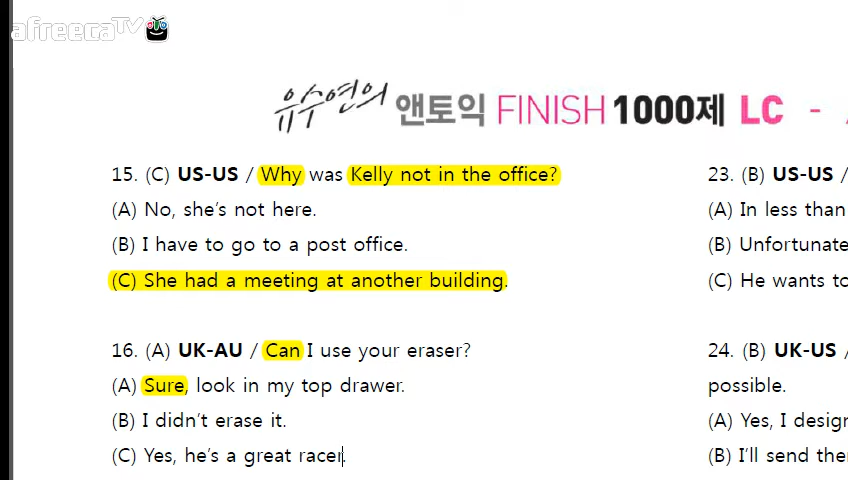 afreecaTV
유수연의 앤토익 FINISH 1000제 LC -
15. (C) US-US / Why was Kelly not in the office?
(A) No, she's not here.
(B) I have to go to a post office.
(C) She had a meeting at another building.
16. (A) UK-AU / Can I use your eraser?
(A) Sure, look in my top drawer.
(B) I didn't erase it.
(C) Yes, he's a great racer.
23. (B) US-US /
(A) In less than
(B) Unfortunate
(C) He wants to
24. (B) UK-US /
possible.
(A) Yes, I design
(B) I'll send the